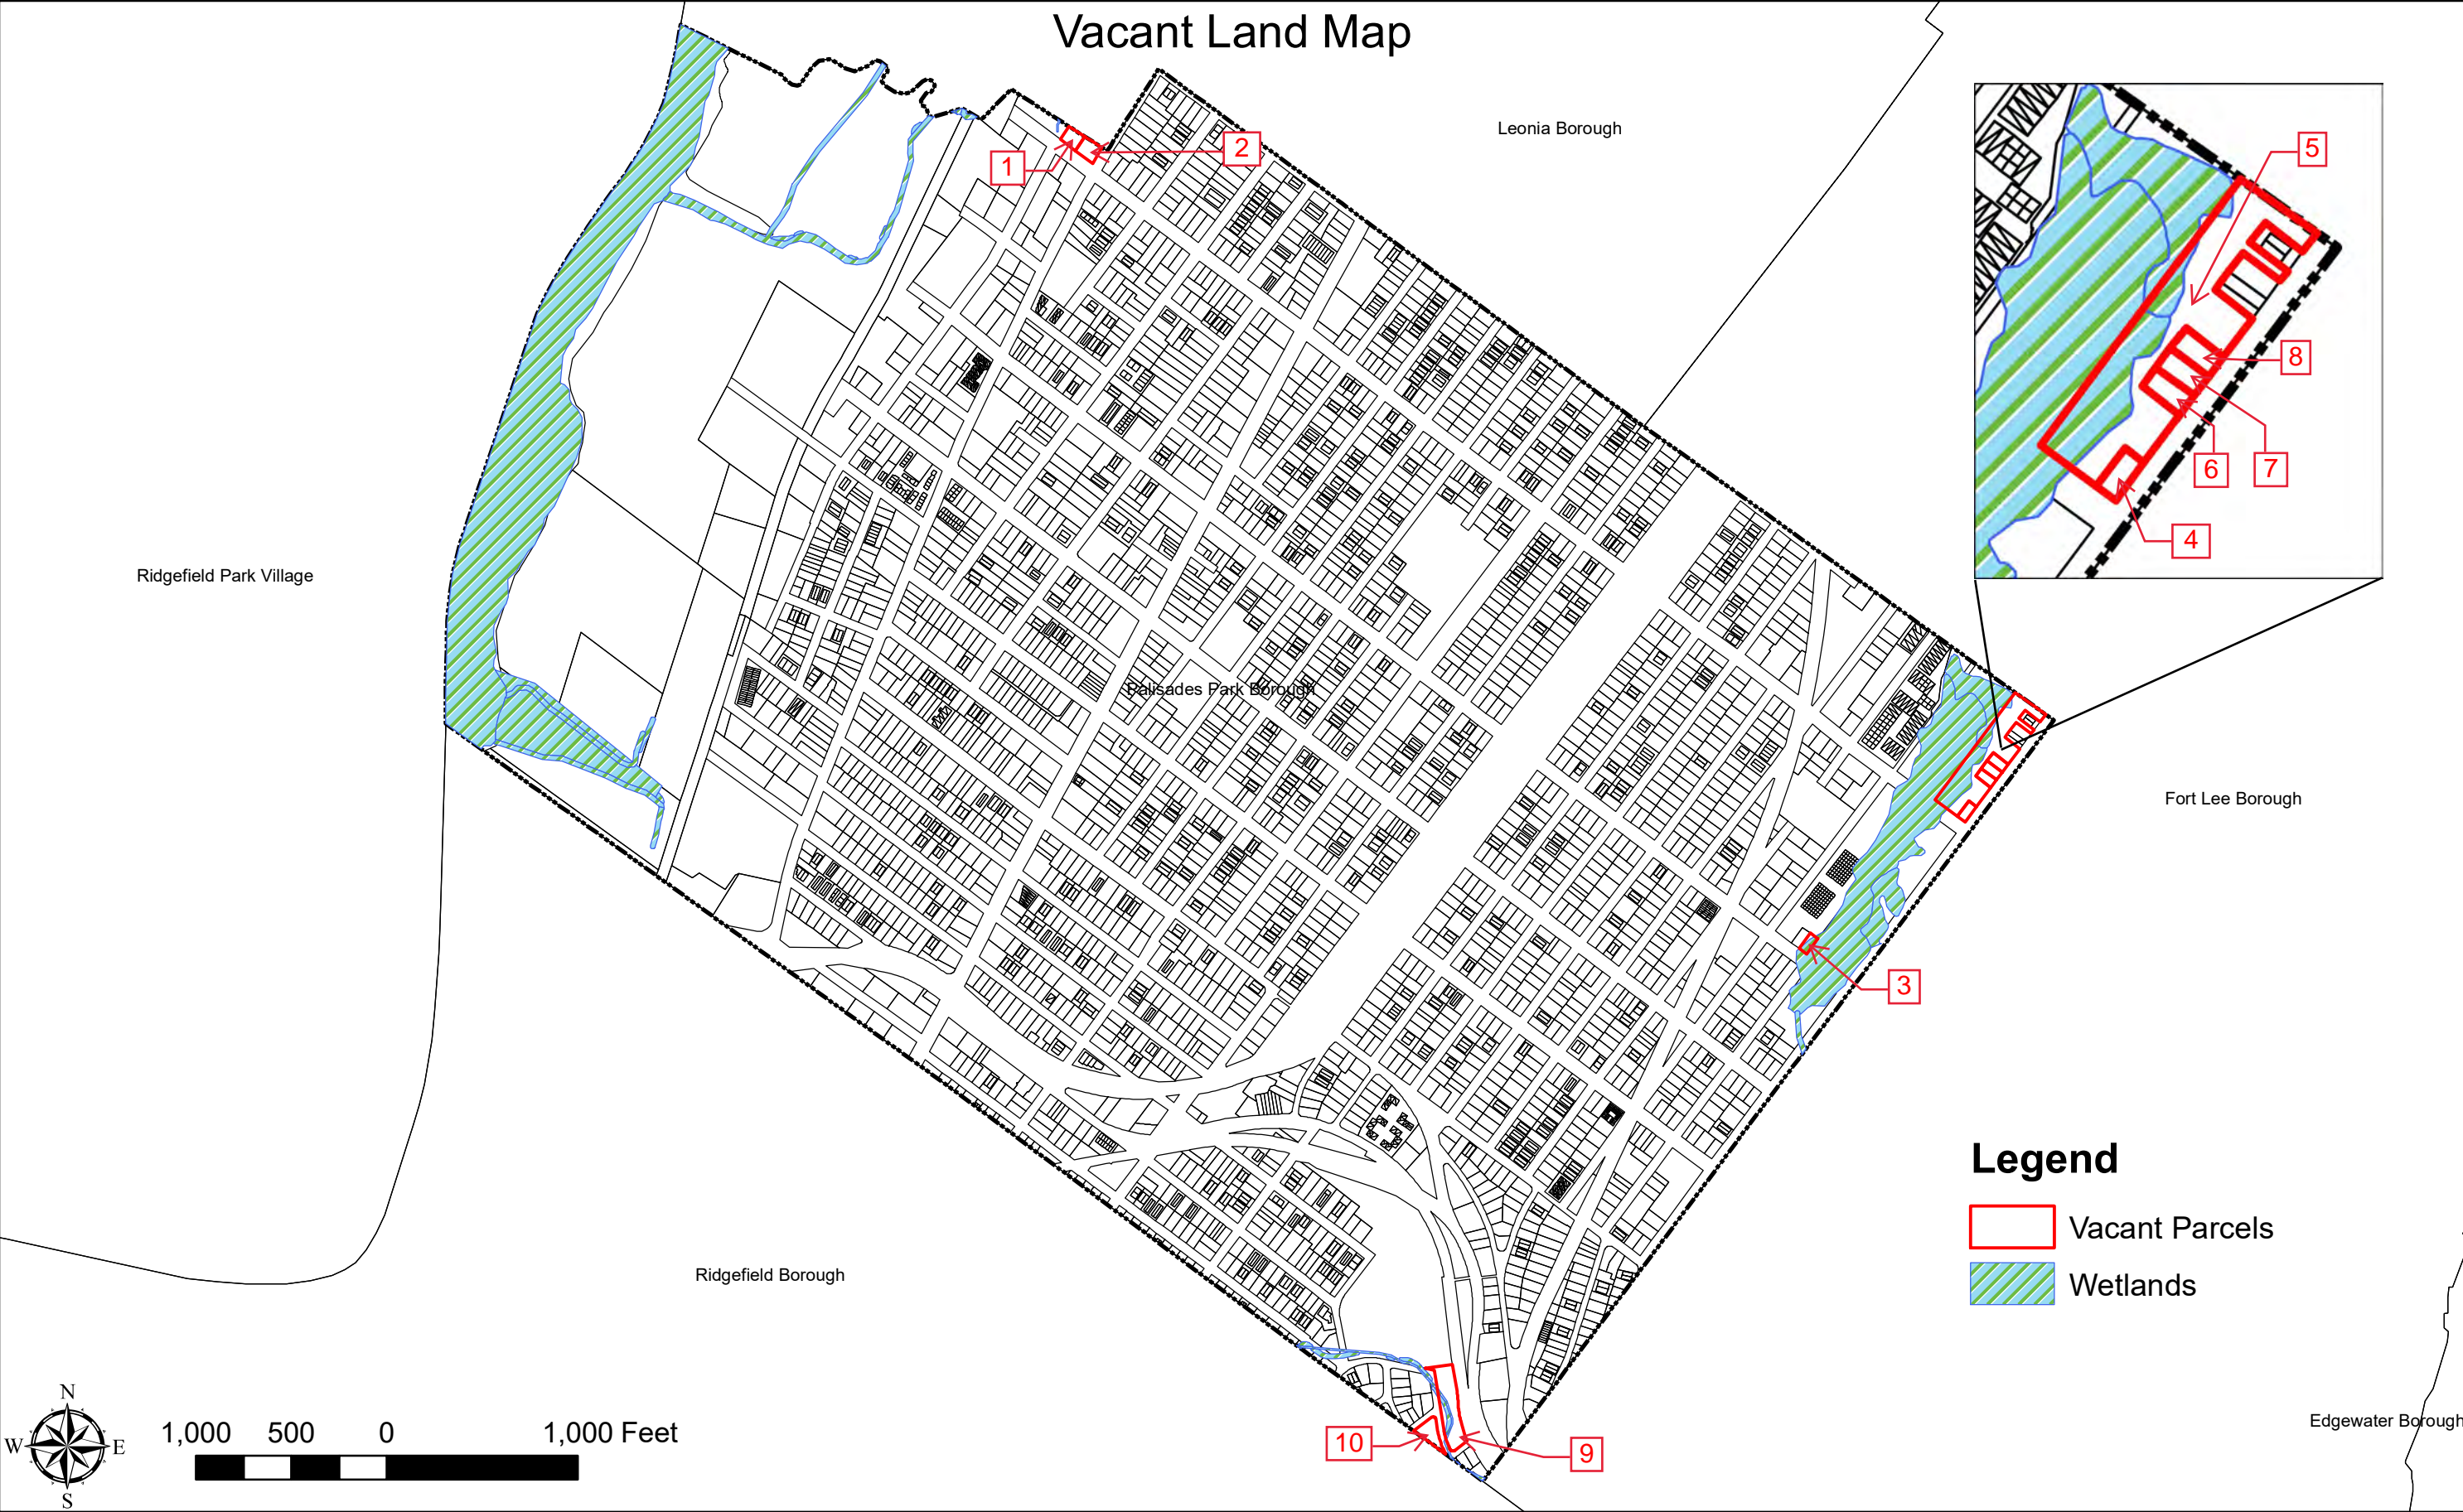 Vacant Land Map
Leonia Borough
1
2
5
8
6
7
4
Ridgefield Park Village
Palisades Park Borough
Fort Lee Borough
3
Legend
Vacant Parcels
Wetlands
Ridgefield Borough
Edgewater Borough
10
9
N
W
E
S
1,000 500 0 1,000 Feet